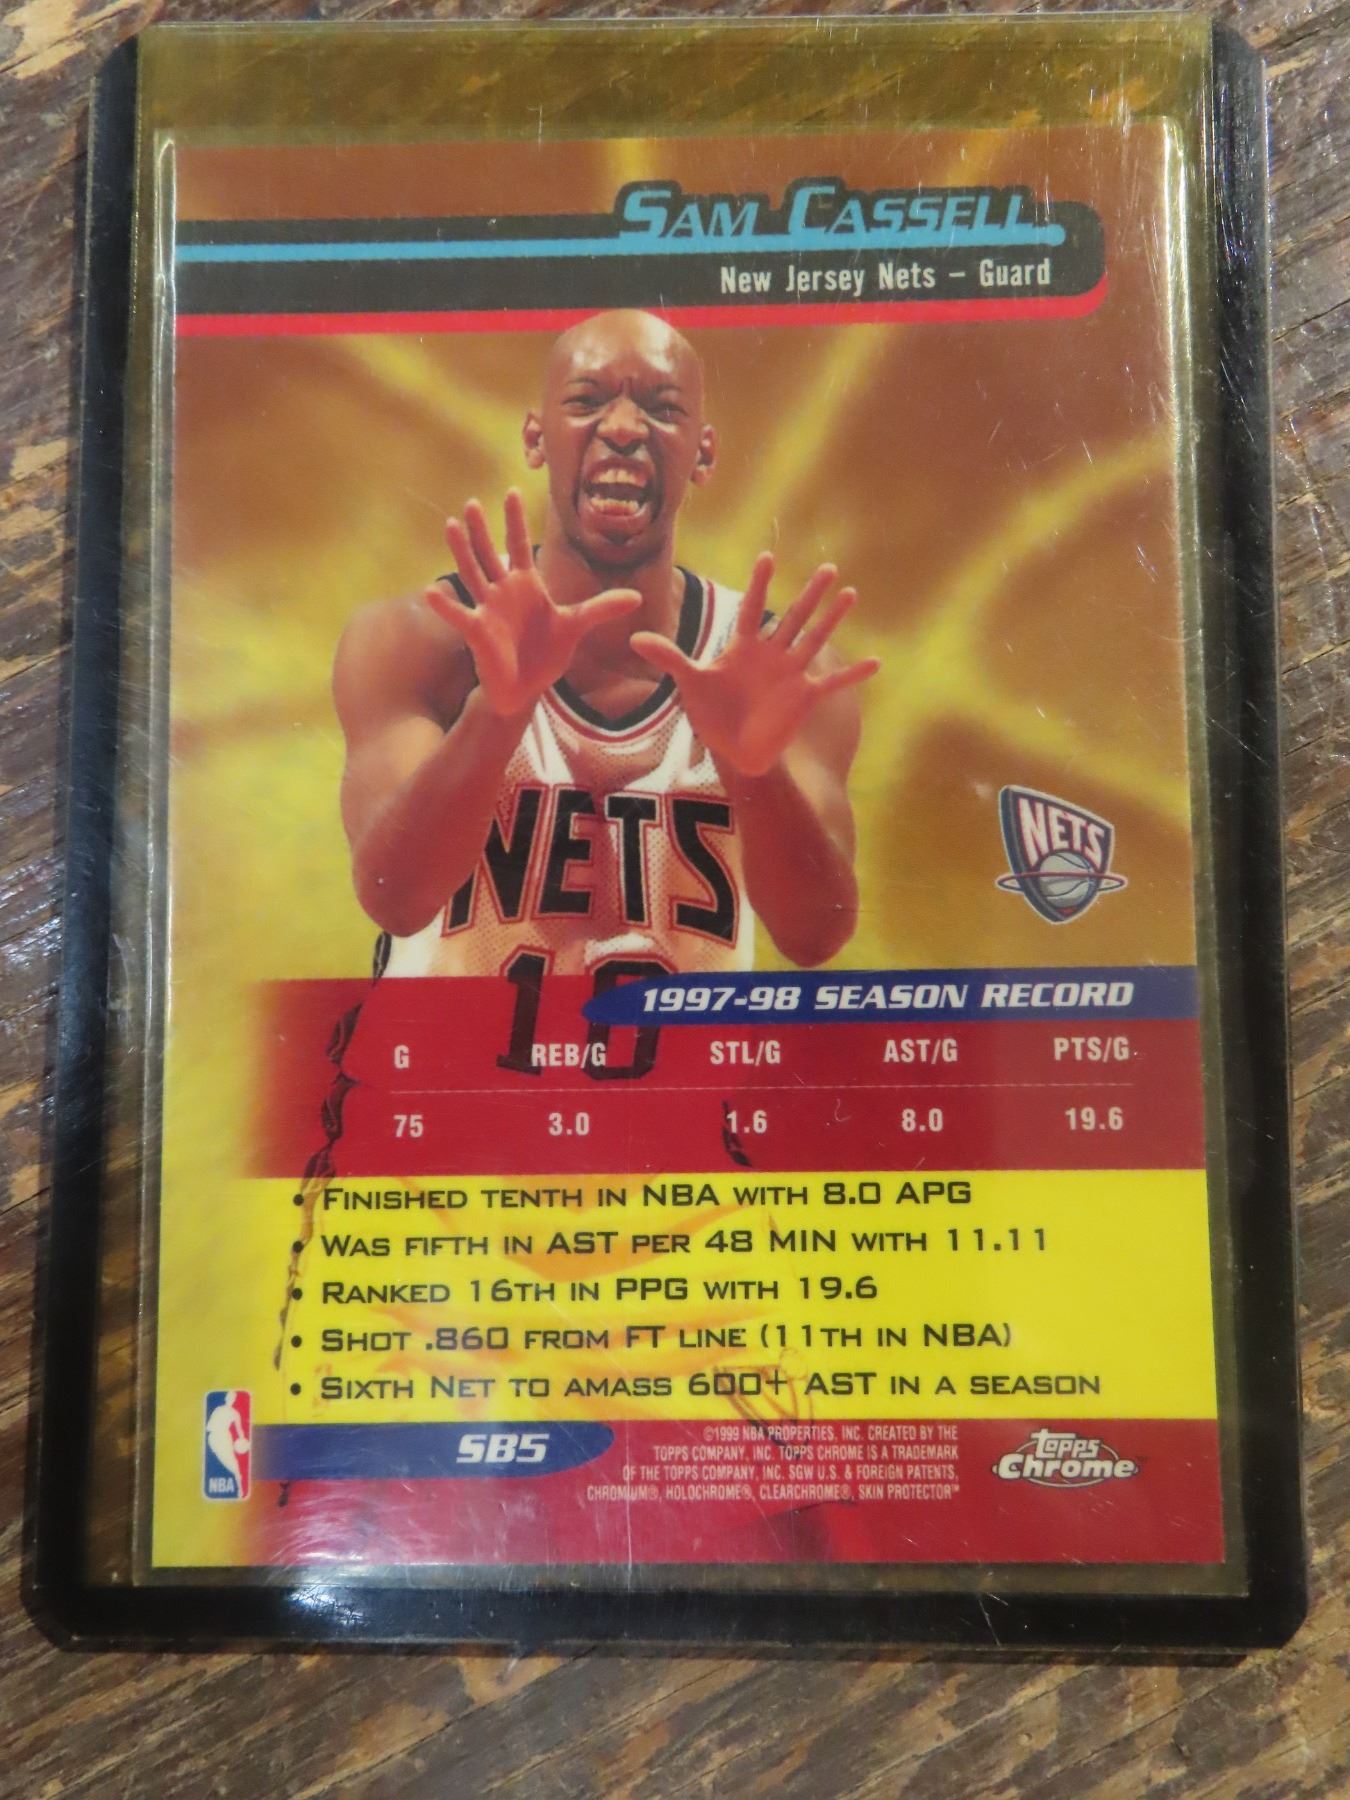 SAM CASSELL
New Jersey Nets – Guard
NETS
10
NETS
1997-98 SEASON RECORD
G REB/G STL/G AST/G PTS/G
75 3.0 1.6 8.0 19.6
• FINISHED TENTH IN NBA WITH 8.0 APG
• WAS FIFTH IN AST PER 48 MIN WITH 11.11
• RANKED 16TH IN PPG WITH 19.6
• SHOT .860 FROM FT LINE (11TH IN NBA)
• SIXTH NET TO AMASS 600+ AST IN A SEASON
NBA
SB5
©1999 NBA PROPERTIES, INC. CREATED BY THE
TOPPS COMPANY, INC. TOPPS CHROME IS A TRADEMARK
OF THE TOPPS COMPANY, INC. SGW U.S. & FOREIGN PATENTS,
CHROMIUM®, HOLOCHROME®, CLEARCHROME®, SKIN PROTECTOR™
Topps
Chrome